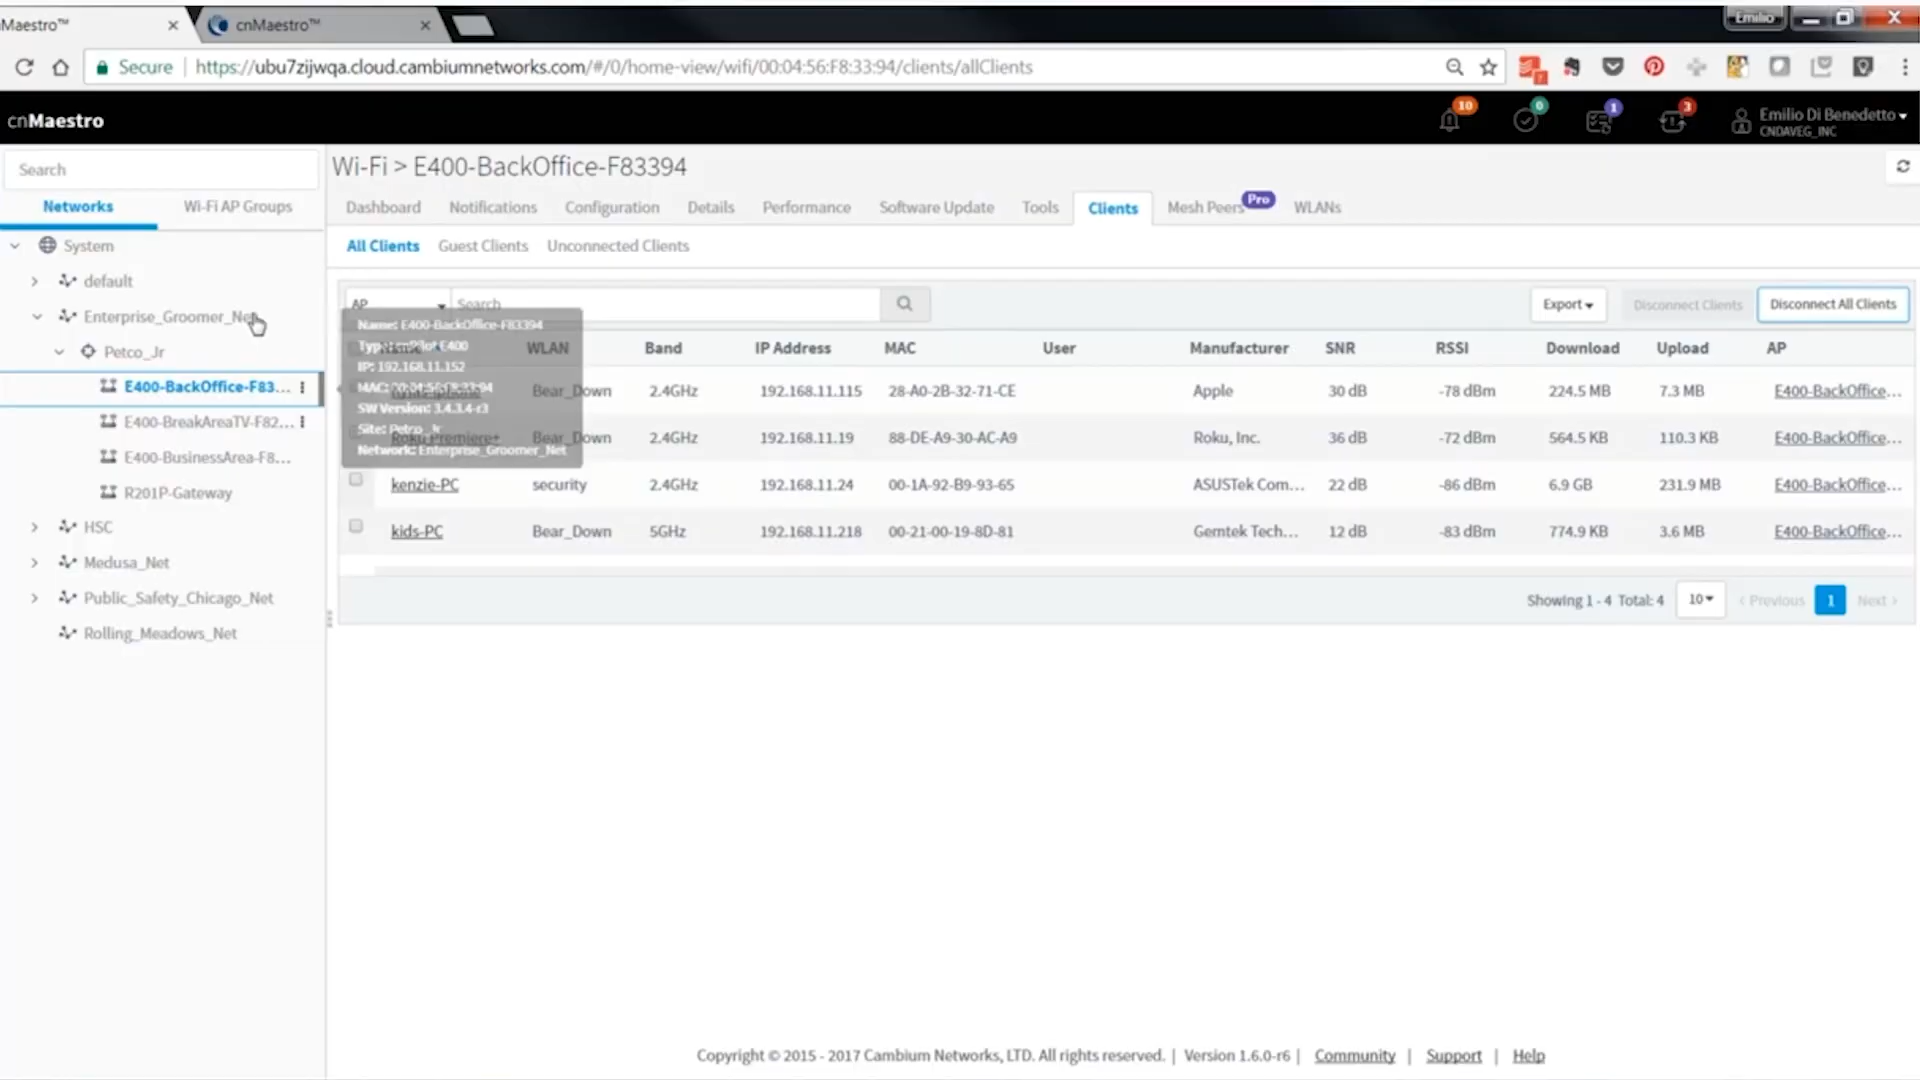 Maestro™
cnMaestro™
Emilio
Secure
https://ubu7zijwqa.cloud.cambiumnetworks.com/#/0/home-view/wifi/00:04:56:F8:33:94/clients/allClients
cnMaestro
10
0
1
3
Emilio Di Benedetto
CNDAVEG_INC
Search
Networks
Wi-Fi AP Groups
System
default
Enterprise_Groomer_Net
Petco_Jr
E400-BackOffice-F83...
E400-BreakAreaTV-F82...
E400-BusinessArea-F8...
R201P-Gateway
HSC
Medusa_Net
Public_Safety_Chicago_Net
Rolling_Meadows_Net
Wi-Fi > E400-BackOffice-F83394
Dashboard Notifications Configuration Details Performance Software Update Tools Clients Mesh Peers Pro WLANs
All Clients Guest Clients Unconnected Clients
AP Search Export Disconnect Clients Disconnect All Clients
Name: E400-BackOffice-F83394
Type: cnPilot E400
IP: 192.168.11.152
MAC: 00:04:56:F8:33:94
SW Version: 3.4.3.4-r3
Site: Petco_Jr
Network: Enterprise_Groomer_Net
WLAN Band IP Address MAC User Manufacturer SNR RSSI Download Upload AP
Bear_Down 2.4GHz 192.168.11.115 28-A0-2B-32-71-CE Apple 30 dB -78 dBm 224.5 MB 7.3 MB E400-BackOffice...
Roku Premiere+ Bear_Down 2.4GHz 192.168.11.19 88-DE-A9-30-AC-A9 Roku, Inc. 36 dB -72 dBm 564.5 KB 110.3 KB E400-BackOffice...
kenzie-PC security 2.4GHz 192.168.11.24 00-1A-92-B9-93-65 ASUSTek Com... 22 dB -86 dBm 6.9 GB 231.9 MB E400-BackOffice...
kids-PC Bear_Down 5GHz 192.168.11.218 00-21-00-19-8D-81 Gemtek Tech... 12 dB -83 dBm 774.9 KB 3.6 MB E400-BackOffice...
Showing 1 - 4 Total: 4 10 < Previous 1 Next >
Copyright © 2015 - 2017 Cambium Networks, LTD. All rights reserved. | Version 1.6.0-r6 | Community | Support | Help